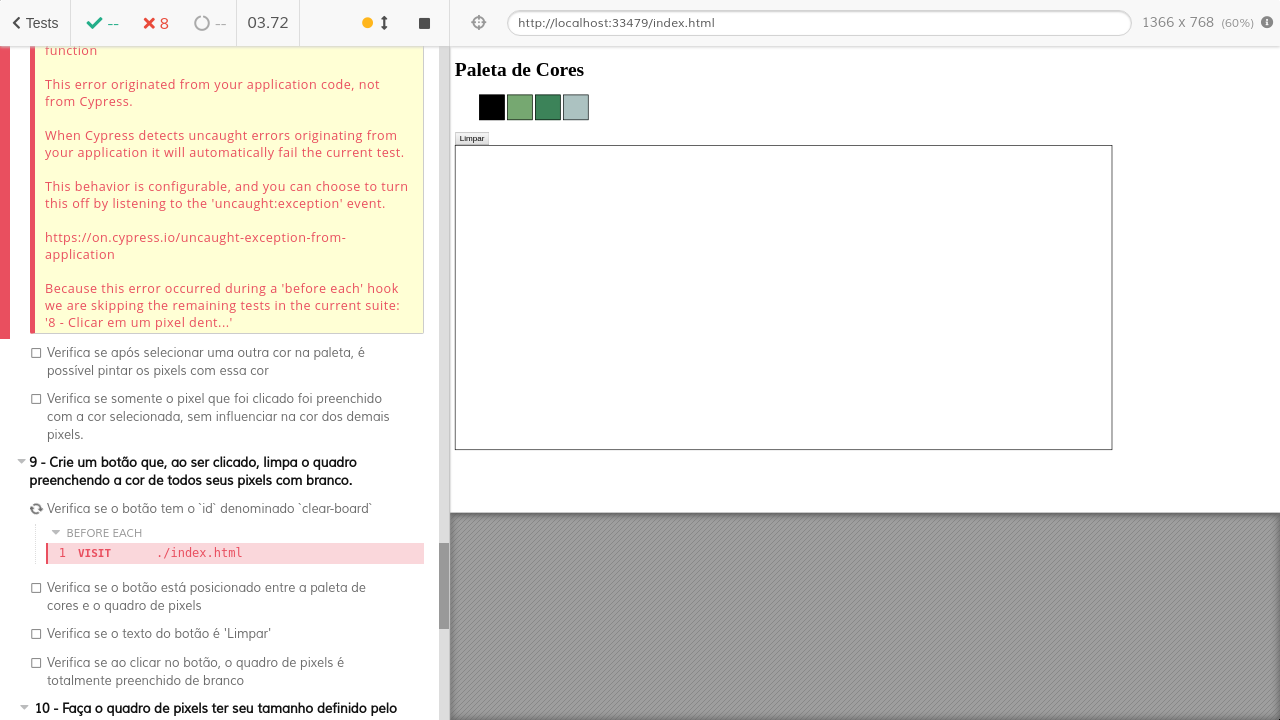 Tests
--
8
--
03.72
http://localhost:33479/index.html
1366 x 768 (60%)
function
This error originated from your application code, not
from Cypress.
When Cypress detects uncaught errors originating from
your application it will automatically fail the current test.
This behavior is configurable, and you can choose to turn
this off by listening to the 'uncaught:exception' event.
https://on.cypress.io/uncaught-exception-from-
application
Because this error occurred during a 'before each' hook
we are skipping the remaining tests in the current suite:
'8 - Clicar em um pixel dent...'
Verifica se após selecionar uma outra cor na paleta, é
possível pintar os pixels com essa cor
Verifica se somente o pixel que foi clicado foi preenchido
com a cor selecionada, sem influenciar na cor dos demais
pixels.
9 - Crie um botão que, ao ser clicado, limpa o quadro
preenchendo a cor de todos seus pixels com branco.
Verifica se o botão tem o `id` denominado `clear-board`
BEFORE EACH
1 VISIT ./index.html
Verifica se o botão está posicionado entre a paleta de
cores e o quadro de pixels
Verifica se o texto do botão é 'Limpar'
Verifica se ao clicar no botão, o quadro de pixels é
totalmente preenchido de branco
10 - Faça o quadro de pixels ter seu tamanho definido pelo
Paleta de Cores
Limpar